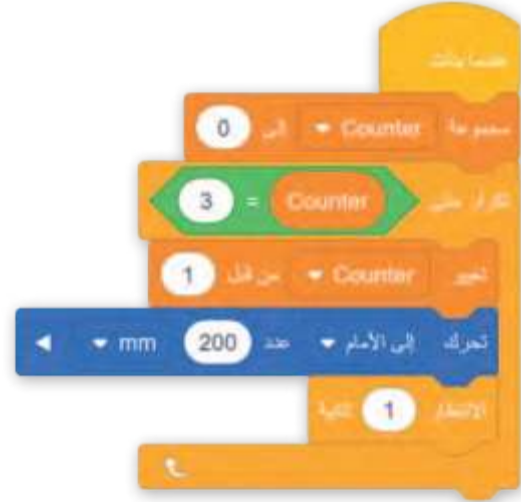 عندما بدأت
مجموعة Counter إلى 0
تكرار حتى Counter = 3
تغيير Counter من قبل 1
تحرك إلى الأمام عدد 200 mm
الانتظار 1 ثانية